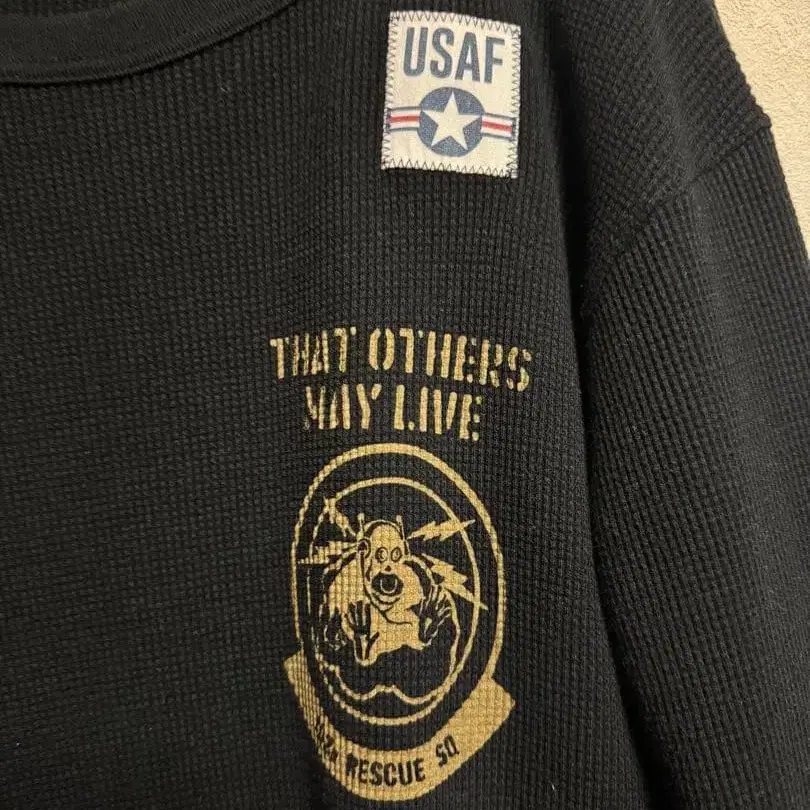 USAF
THAT OTHERS
MAY LIVE
RESCUE SQ